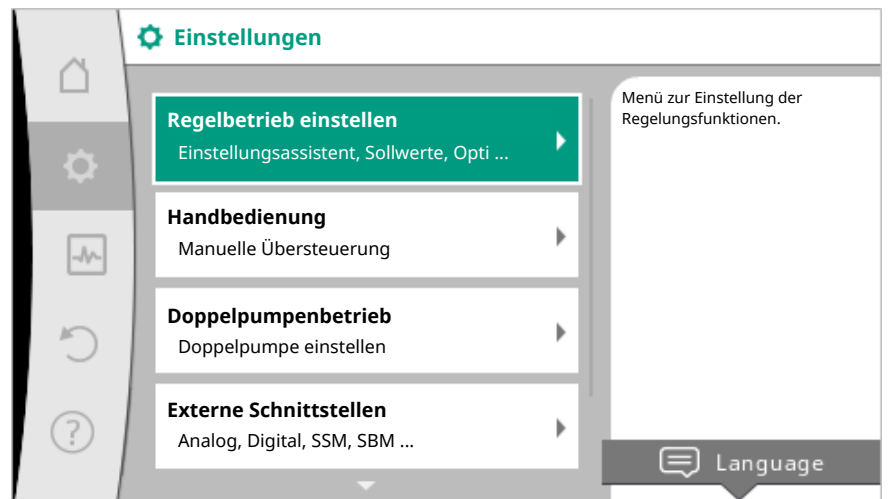 Einstellungen
Regelbetrieb einstellen
Einstellungsassistent, Sollwerte, Opti ...
Handbedienung
Manuelle Übersteuerung
Doppelpumpenbetrieb
Doppelpumpe einstellen
Externe Schnittstellen
Analog, Digital, SSM, SBM ...
Menü zur Einstellung der
Regelungsfunktionen.
Language